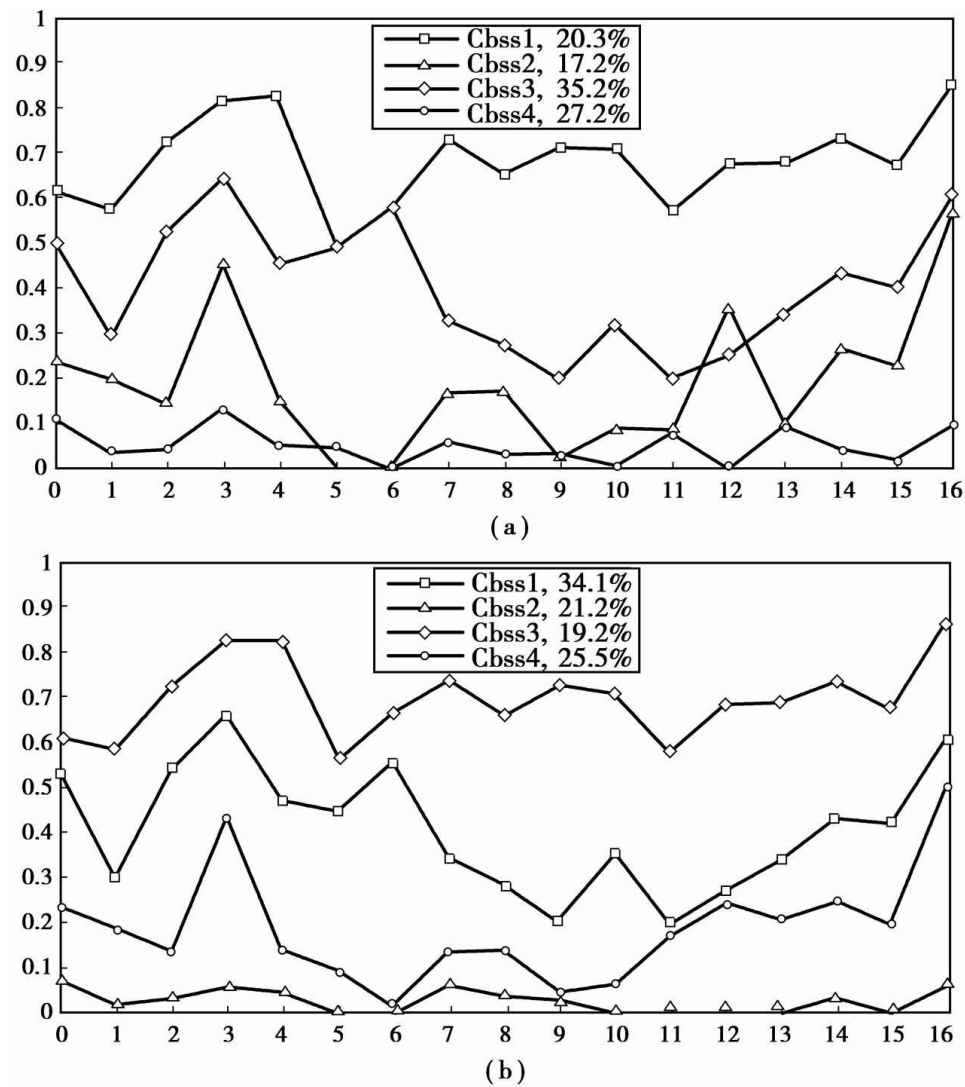 1
Cbss1, 20.3%
0.9
Cbss2, 17.2%
Cbss3, 35.2%
0.8
Cbss4, 27.2%
0.7
0.6
0.5
0.4
0.3
0.2
0.1
0
0 1 2 3 4 5 6 7 8 9 10 11 12 13 14 15 16
(a)
1
Cbss1, 34.1%
0.9
Cbss2, 21.2%
Cbss3, 19.2%
0.8
Cbss4, 25.5%
0.7
0.6
0.5
0.4
0.3
0.2
0.1
0
0 1 2 3 4 5 6 7 8 9 10 11 12 13 14 15 16
(b)